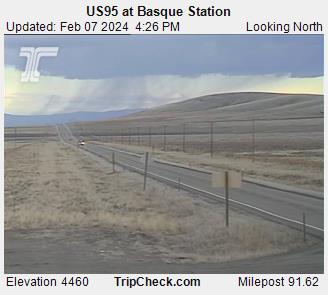 US95 at Basque Station
Updated: Feb 07 2024 4:26 PM Looking North
Elevation 4460 TripCheck.com Milepost 91.62